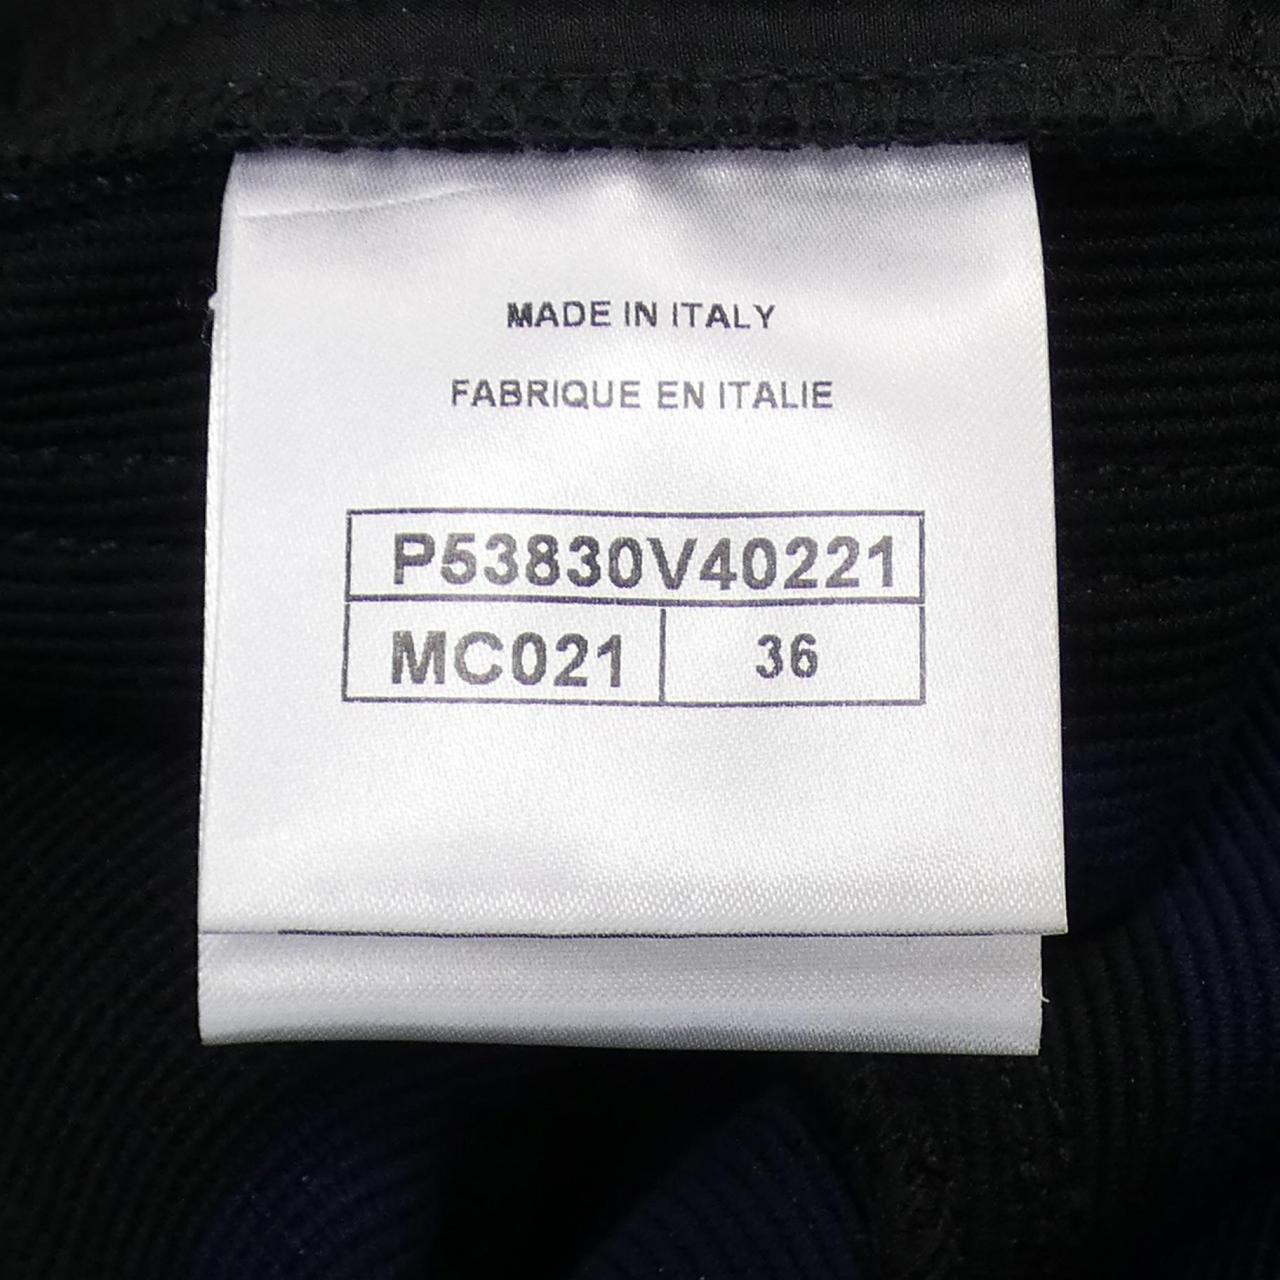 MADE IN ITALY
FABRIQUE EN ITALIE
P53830V40221
MC021 36